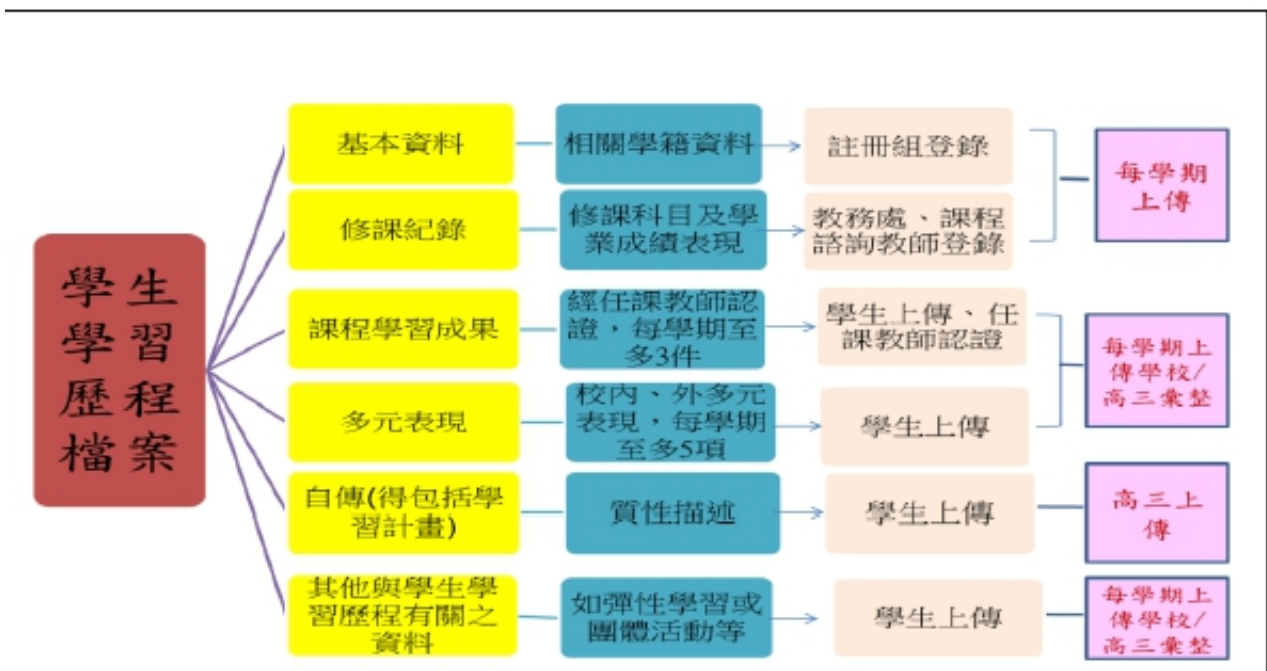 學生
學習
歷程
檔案
基本資料
相關學籍資料
註冊組登錄
每學期
上傳
修課紀錄
修課科目及學
業成績表現
教務處、課程
諮詢教師登錄
課程學習成果
經任課教師認
證，每學期至
多3件
學生上傳、任
課教師認證
每學期上
傳學校/
高三彙整
多元表現
校內、外多元
表現，每學期
至多5項
學生上傳
自傳(得包括學
習計畫)
質性描述
學生上傳
高三上
傳
其他與學生學
習歷程有關之
資料
如彈性學習或
團體活動等
學生上傳
每學期上
傳學校/
高三彙整